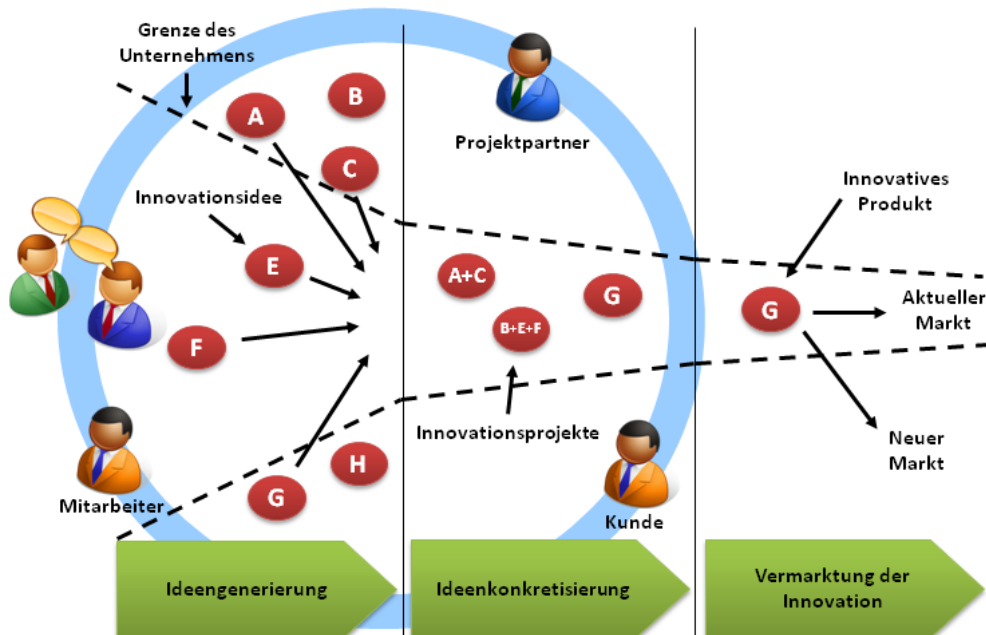 Grenze des
Unternehmens
A
B
C
Innovationsidee
E
F
G
H
Mitarbeiter
Projektpartner
A+C
B+E+F
G
Innovationsprojekte
Kunde
Innovatives
Produkt
G
Aktueller
Markt
Neuer
Markt
Ideengenerierung
Ideenkonkretisierung
Vermarktung der
Innovation